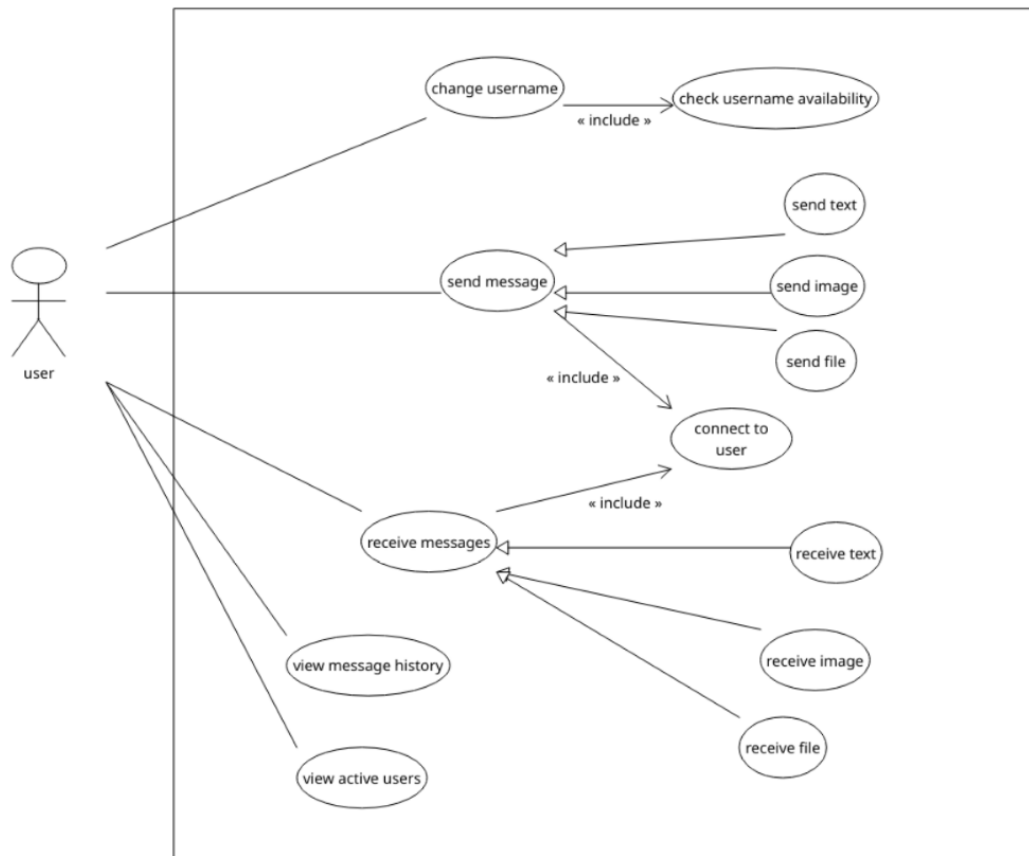 change username
check username availability
« include »
send text
send message
send image
send file
user
« include »
connect to
user
« include »
receive messages
receive text
view message history
receive image
receive file
view active users